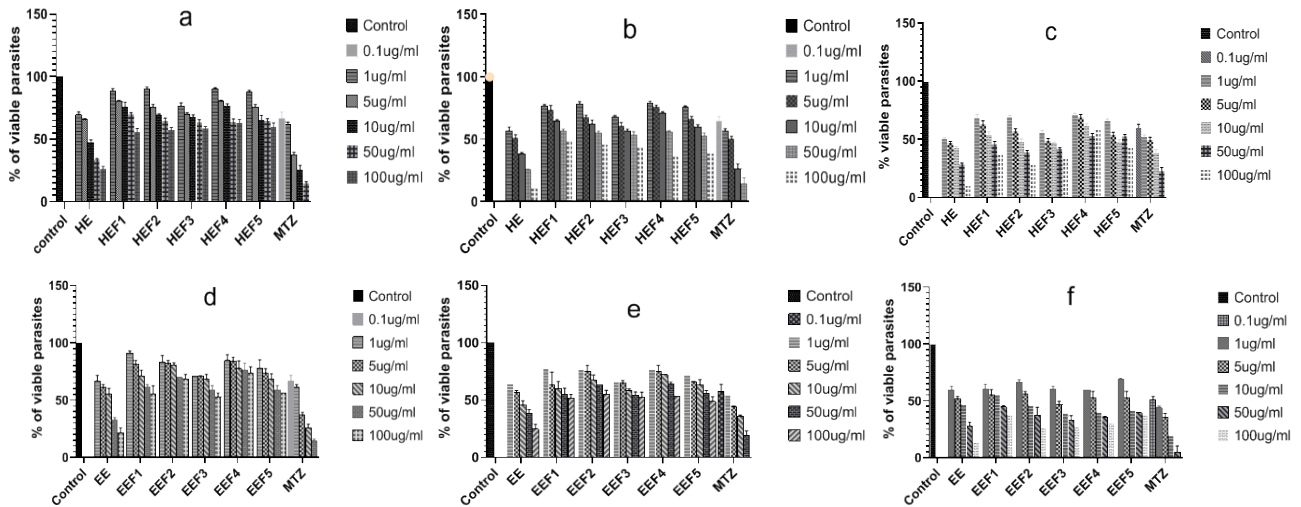 a
% of viable parasites
150
100
50
0
control
HE
HEF1
HEF2
HEF3
HEF4
HEF5
MTZ
Control
0.1ug/ml
1ug/ml
5ug/ml
10ug/ml
50ug/ml
100ug/ml
b
% of viable parasites
150
100
50
0
Control
HE
HEF1
HEF2
HEF3
HEF4
HEF5
MTZ
Control
0.1ug/ml
1ug/ml
5ug/ml
10ug/ml
50ug/ml
100ug/ml
c
% viable parasites
150
100
50
0
Control
HE
HEF1
HEF2
HEF3
HEF4
HEF5
MTZ
Control
0.1ug/ml
1ug/ml
5ug/ml
10ug/ml
50ug/ml
100ug/ml
d
% of viable parasites
150
100
50
0
Control
EE
EEF1
EEF2
EEF3
EEF4
EEF5
MTZ
Control
0.1ug/ml
1ug/ml
5ug/ml
10ug/ml
50ug/ml
100ug/ml
e
% of viable parasites
150
100
50
0
Control
EE
EEF1
EEF2
EEF3
EEF4
EEF5
MTZ
Control
0.1ug/ml
1ug/ml
5ug/ml
10ug/ml
50ug/ml
100ug/ml
f
% of viable parasites
150
100
50
0
Control
EE
EEF1
EEF2
EEF3
EEF4
EEF5
MTZ
Control
0.1ug/ml
1ug/ml
5ug/ml
10ug/ml
50ug/ml
100ug/ml